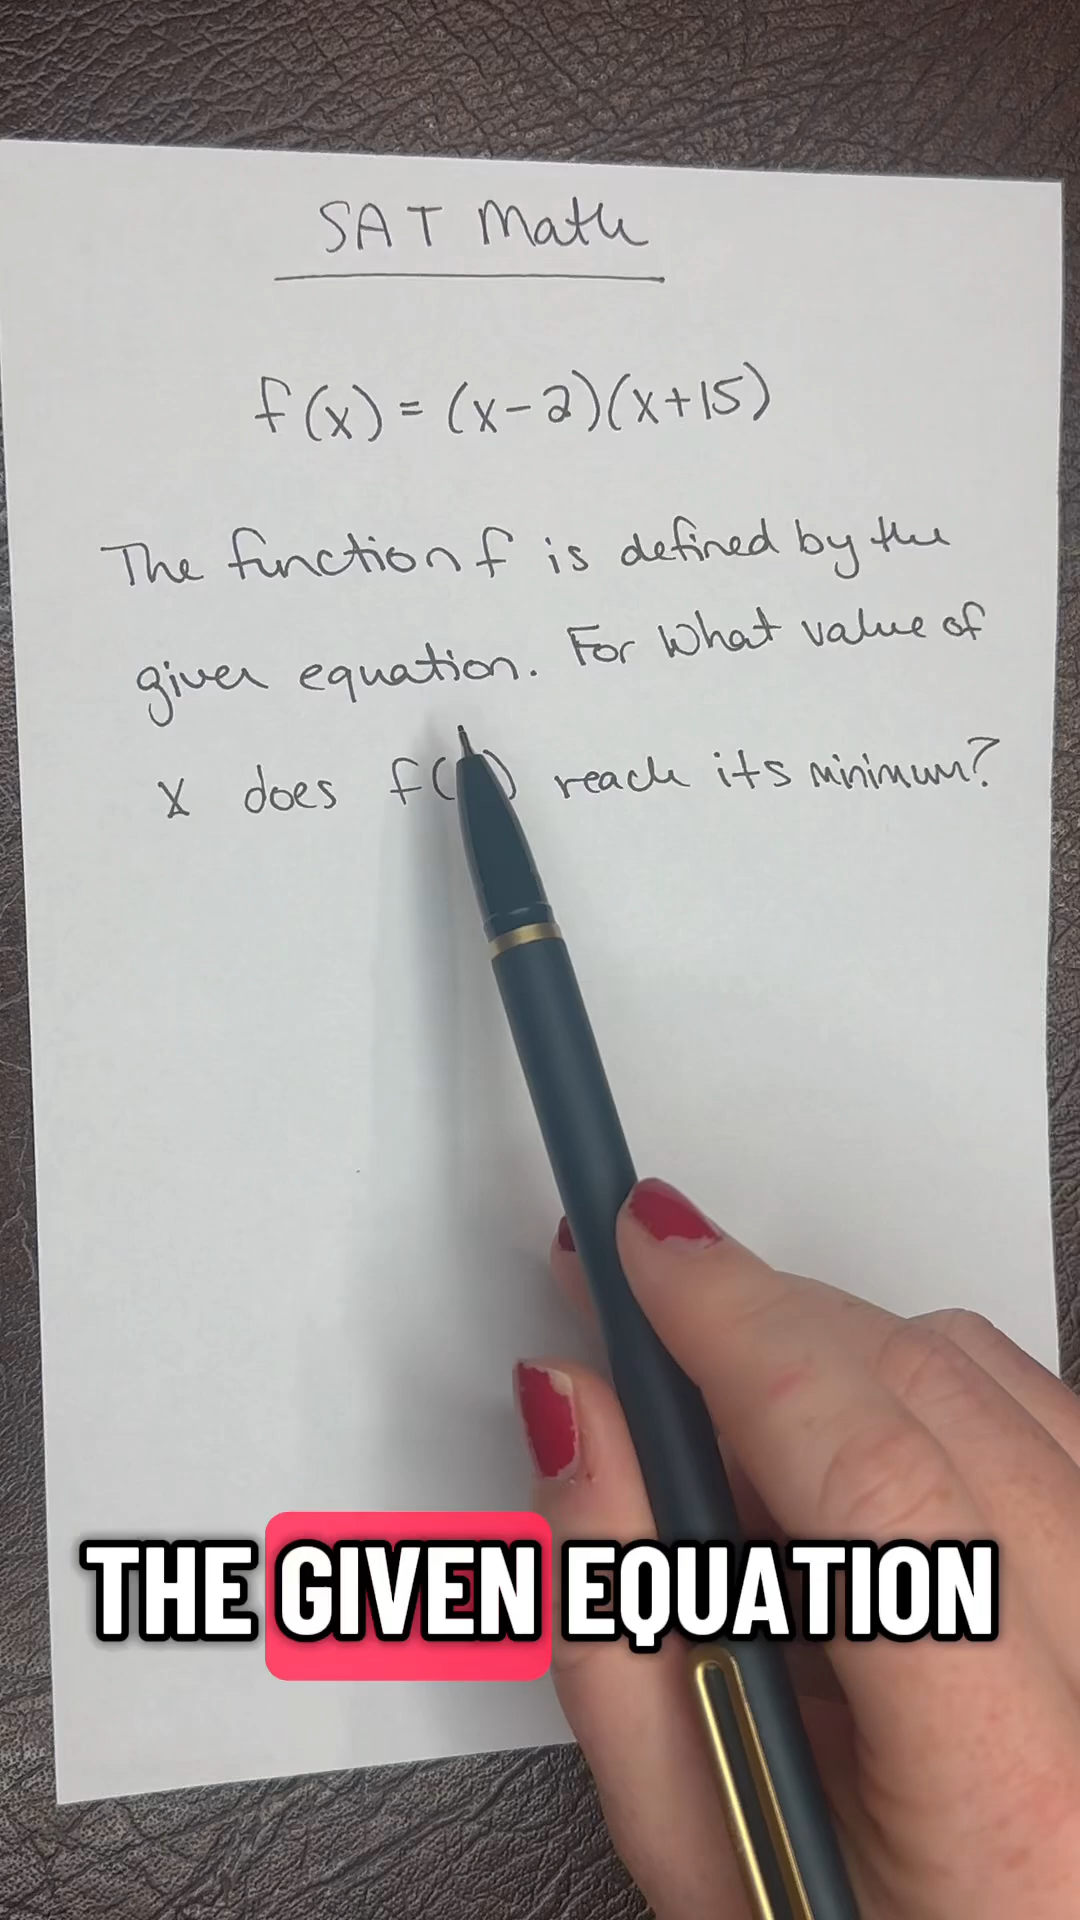 SAT Math
f(x) = (x-2)(x+15)
The function f is defined by the
given equation. For what value of
x does f( ) reach its minimum?
THE GIVEN EQUATION